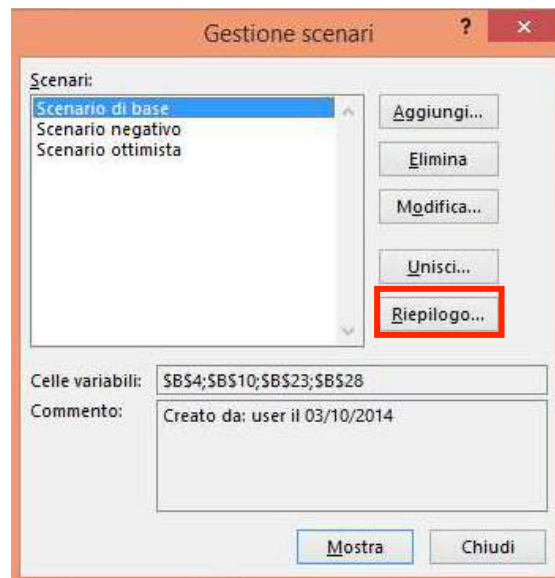 Gestione scenari
?
×
Scenari:
Scenario di base
Scenario negativo
Scenario ottimista
Aggiungi...
Elimina
Modifica...
Unisci...
Riepilogo...
Celle variabili:
$B$4;$B$10;$B$23;$B$28
Commento:
Creato da: user il 03/10/2014
Mostra
Chiudi